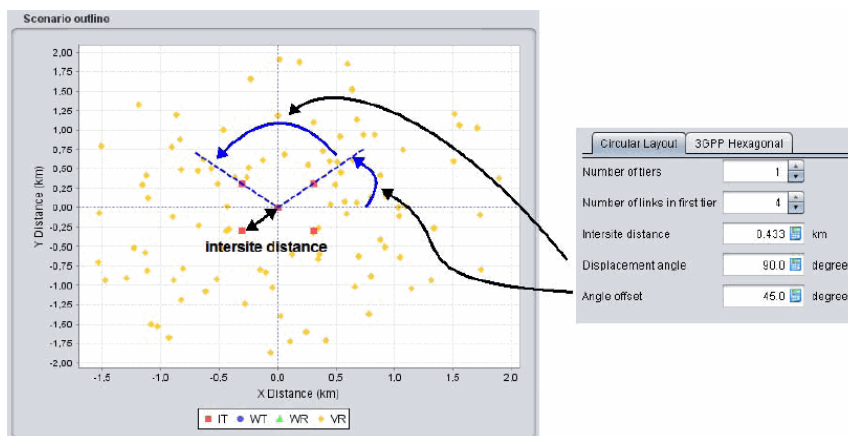 Scenario outline
2,00
1,75
1,50
1,25
1,00
0,75
0,50
0,25
0,00
-0,25
-0,50
-0,75
-1,00
-1,25
-1,50
-1,75
-2,00
Y Distance (km)
intersite distance
-1,5
-1,0
-0,5
0,0
0,5
1,0
1,5
2,0
X Distance (km)
IT WT WR VR
Circular Layout 3GPP Hexagonal
Number of tiers 1
Number of links in first tier 4
Intersite distance 0.433 km
Displacement angle 90.0 degree
Angle offset 45.0 degree